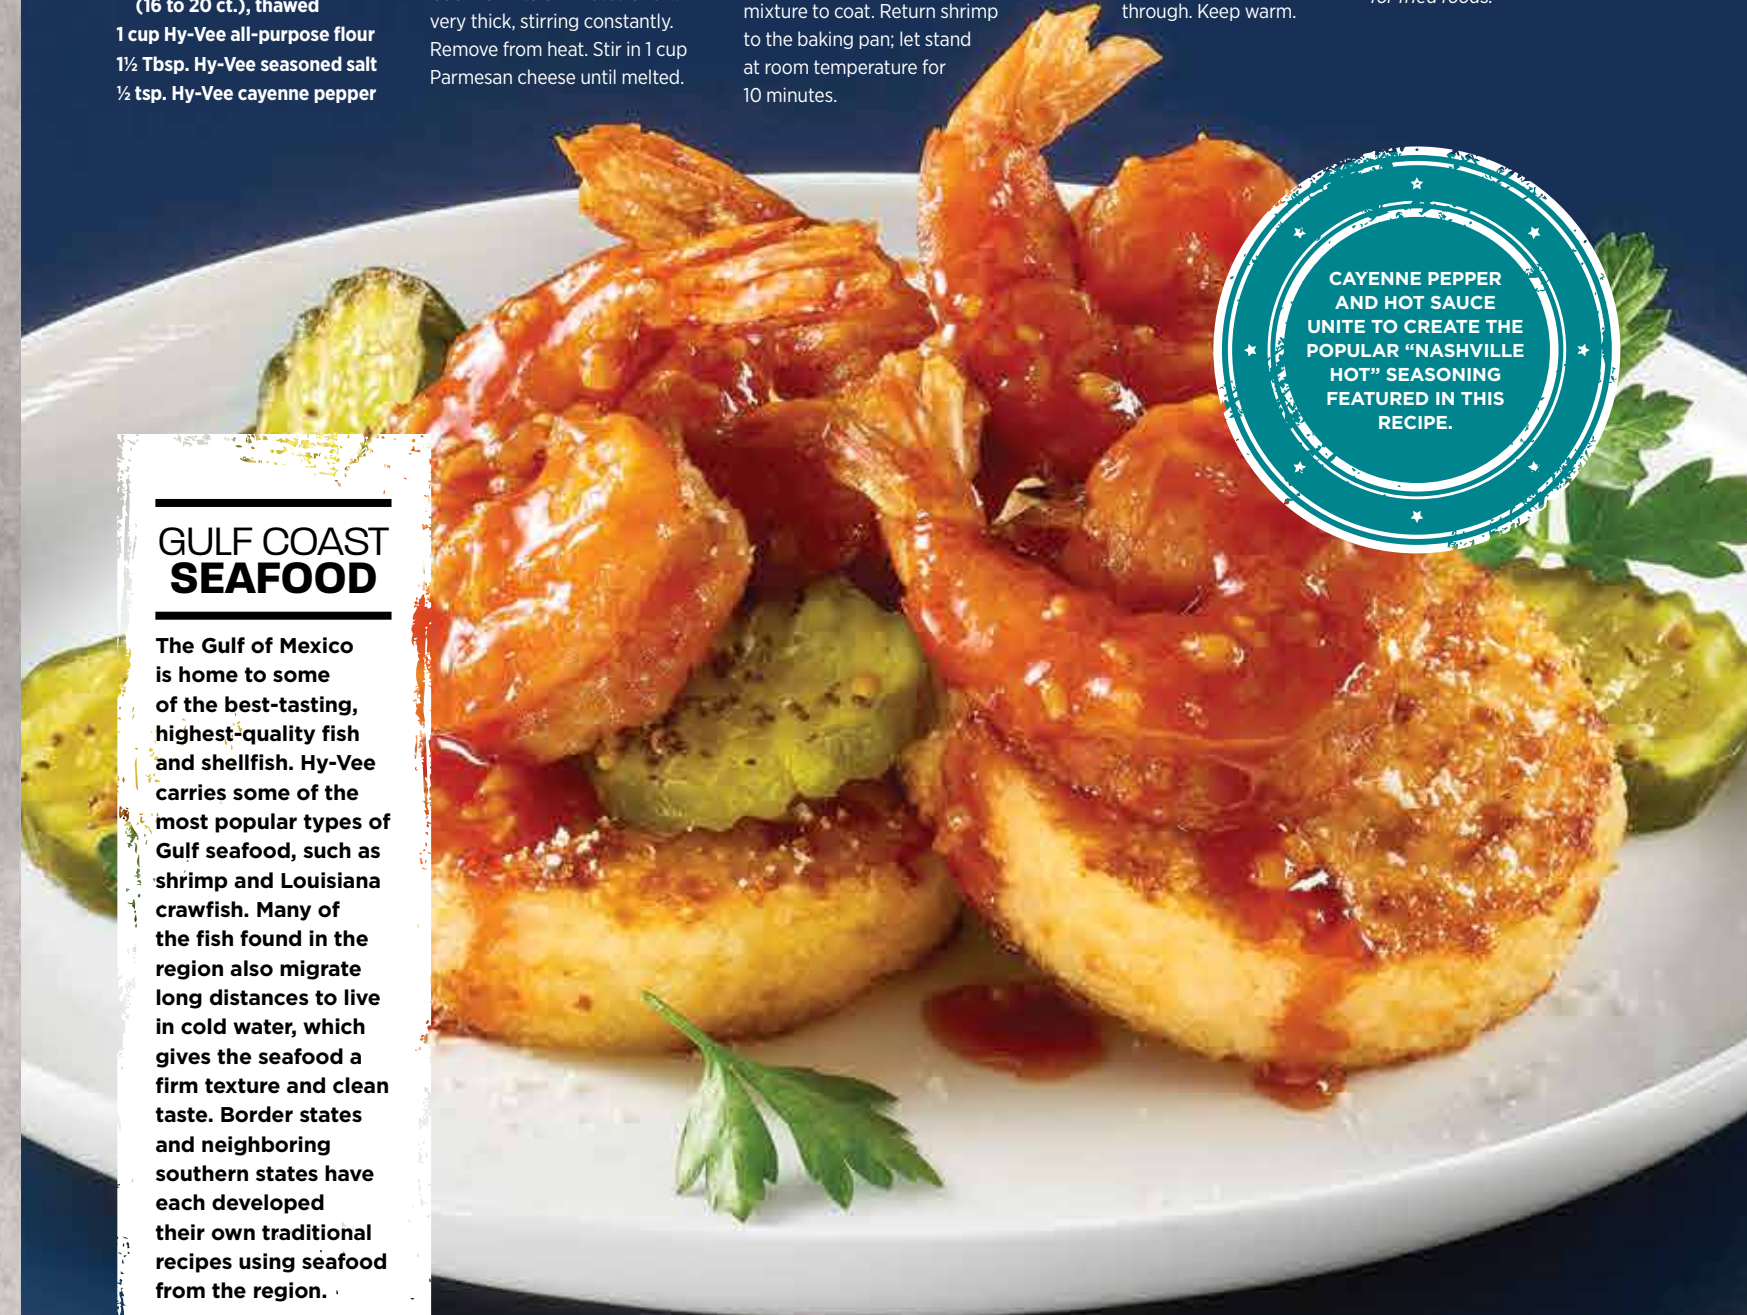 (16 to 20 ct.), thawed
1 cup Hy-Vee all-purpose flour
1½ Tbsp. Hy-Vee seasoned salt
½ tsp. Hy-Vee cayenne pepper
very thick, stirring constantly.
Remove from heat. Stir in 1 cup
Parmesan cheese until melted.
mixture to coat. Return shrimp
to the baking pan; let stand
at room temperature for
10 minutes.
through. Keep warm.
for fried foods.
CAYENNE PEPPER
AND HOT SAUCE
UNITE TO CREATE THE
POPULAR “NASHVILLE
HOT” SEASONING
FEATURED IN THIS
RECIPE.
GULF COAST
SEAFOOD
The Gulf of Mexico
is home to some
of the best-tasting,
highest-quality fish
and shellfish. Hy-Vee
carries some of the
most popular types of
Gulf seafood, such as
shrimp and Louisiana
crawfish. Many of
the fish found in the
region also migrate
long distances to live
in cold water, which
gives the seafood a
firm texture and clean
taste. Border states
and neighboring
southern states have
each developed
their own traditional
recipes using seafood
from the region.